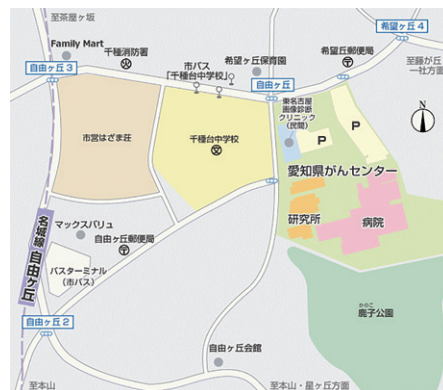 至茶屋ヶ坂
希望ヶ丘 4
Family Mart
千種消防署
市バス
「千種台中学校」
希望ヶ丘保育園
希望丘郵便局
至藤が丘
一社方面
自由ヶ丘 3
自由ヶ丘
東名古屋
画像診断
クリニック
(民間)
P
P
市営はざま荘
千種台中学校
愛知県がんセンター
研究所
病院
マックスバリュ
自由ヶ丘郵便局
名城線 自由ヶ丘
バスターミナル
(市バス)
かのこ
鹿子公園
自由ヶ丘 2
自由ヶ丘会館
至本山
至本山・星ヶ丘方面